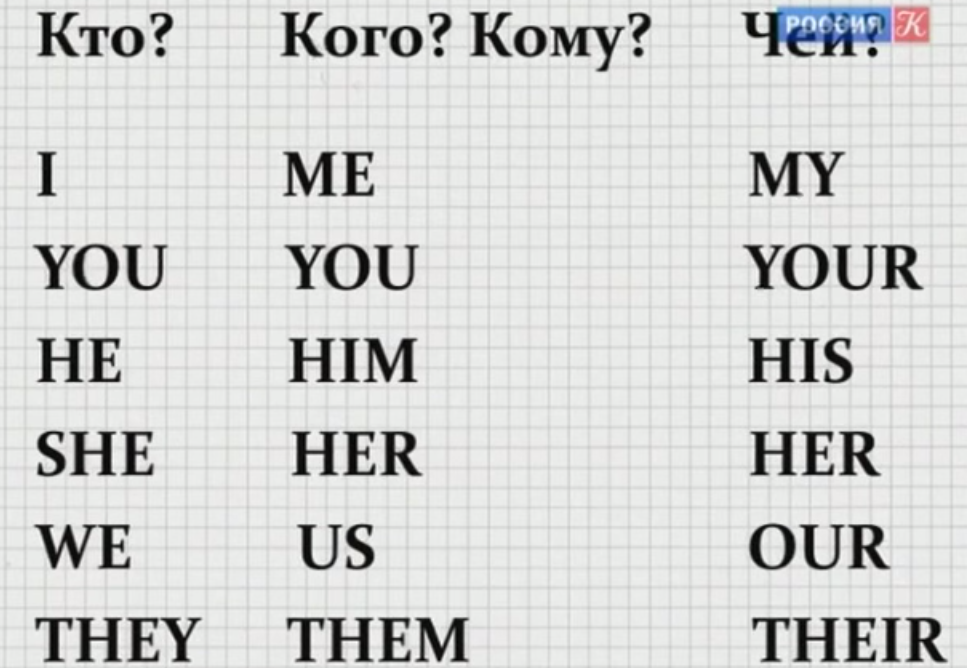 Кто? Кого? Кому? Чей?
РОССИЯ К
I ME MY
YOU YOU YOUR
HE HIM HIS
SHE HER HER
WE US OUR
THEY THEM THEIR